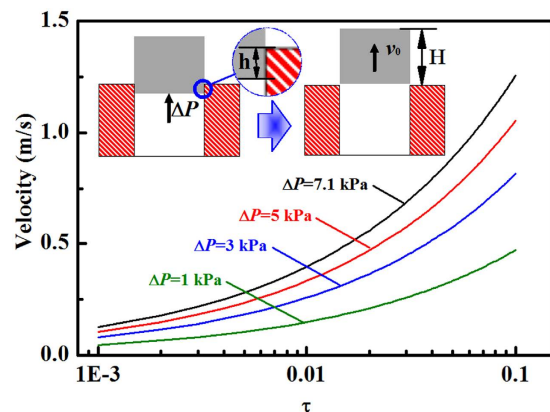 1.5
1.0
0.5
0.0
Velocity (m/s)
h
ΔP
v₀
H
ΔP=7.1 kPa
ΔP=5 kPa
ΔP=3 kPa
ΔP=1 kPa
1E-3
0.01
0.1
τ